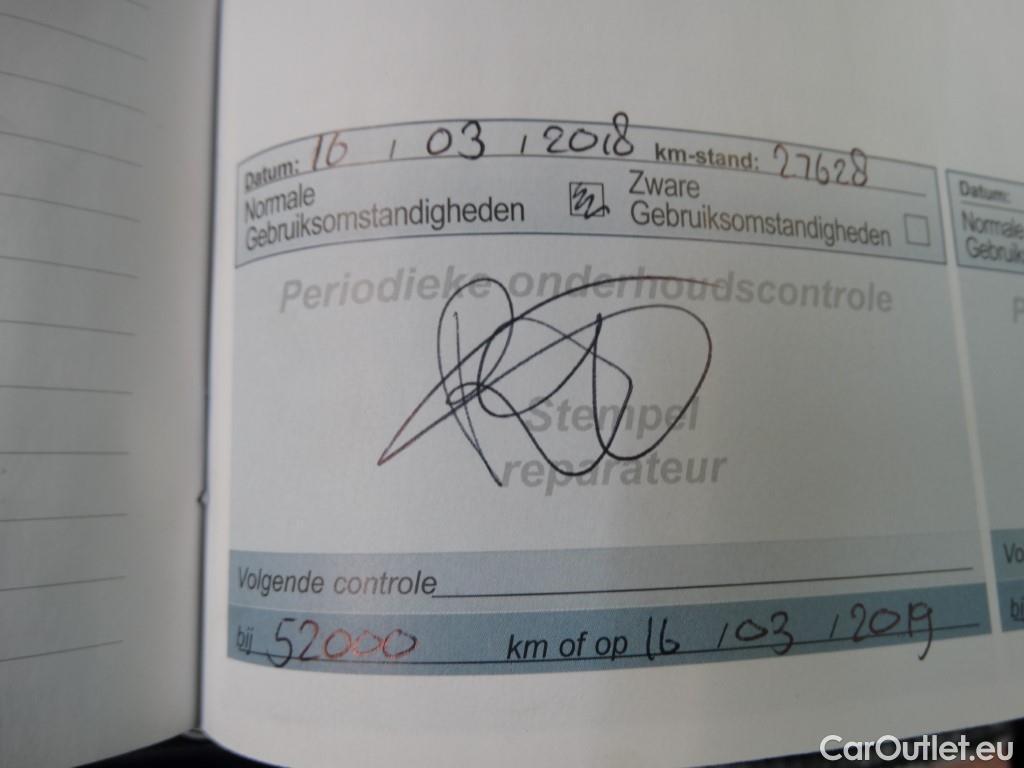 Datum: 16 / 03 / 2018 km-stand: 27628
Normale Gebruiksomstandigheden
Zware Gebruiksomstandigheden
Periodieke onderhoudscontrole
Stempel
reparateur
Volgende controle
bij 52000 km of op 16 / 03 / 2019
Datum:
Normale
CarOutlet.eu